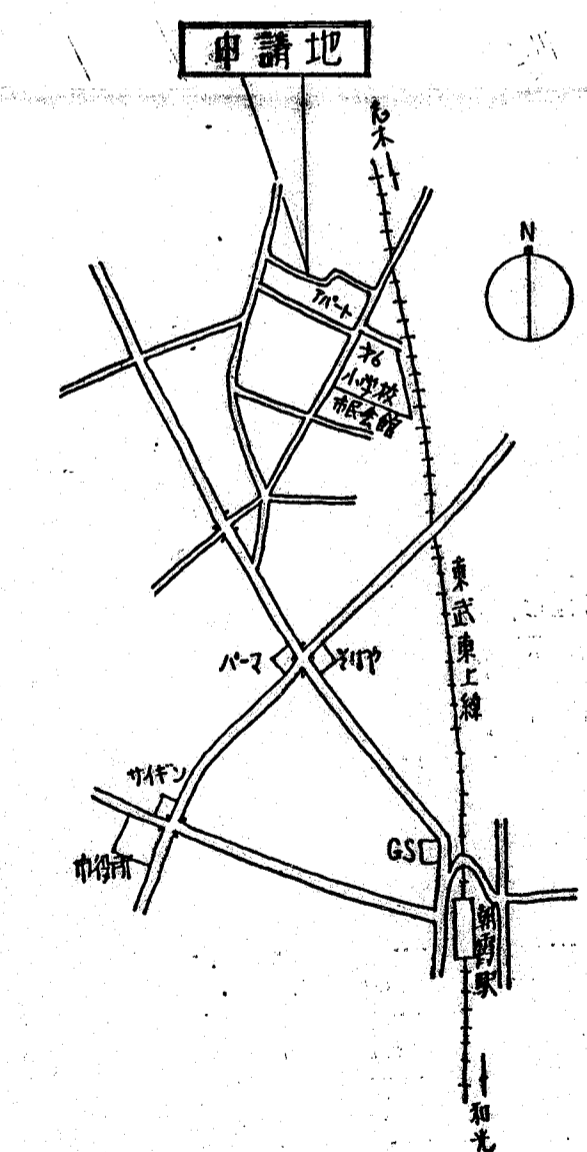 申請地
志木
N
アパート
才6
小学校
市民会館
東武東上線
パーマ
そばや
サイギン
市役所
GS
朝霞駅
和光